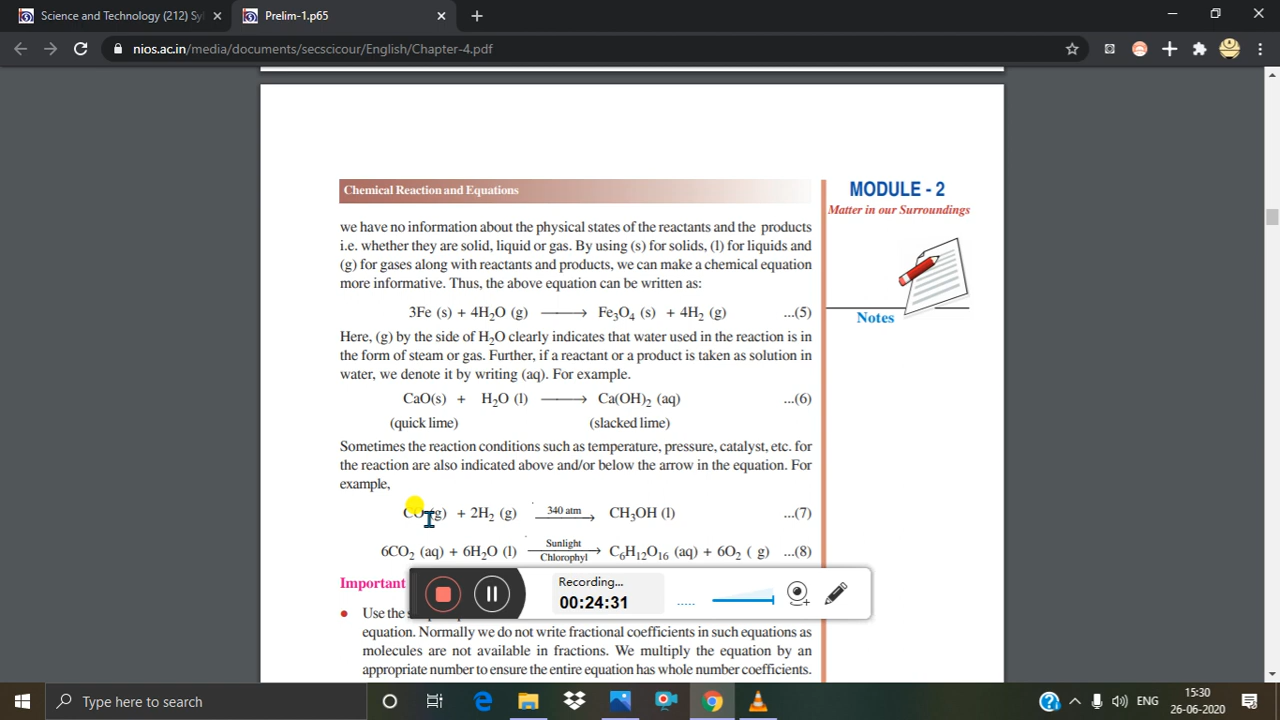 Science and Technology (212) Syl
Prelim-1.p65
nios.ac.in/media/documents/secscicour/English/Chapter-4.pdf
Chemical Reaction and Equations
MODULE - 2
Matter in our Surroundings
Notes
we have no information about the physical states of the reactants and the products
i.e. whether they are solid, liquid or gas. By using (s) for solids, (l) for liquids and
(g) for gases along with reactants and products, we can make a chemical equation
more informative. Thus, the above equation can be written as:
3Fe (s) + 4H₂O (g) ⟶ Fe₃O₄ (s) + 4H₂ (g) ...(5)
Here, (g) by the side of H₂O clearly indicates that water used in the reaction is in
the form of steam or gas. Further, if a reactant or a product is taken as solution in
water, we denote it by writing (aq). For example.
CaO(s) + H₂O (l) ⟶ Ca(OH)₂ (aq) ...(6)
(quick lime) (slacked lime)
Sometimes the reaction conditions such as temperature, pressure, catalyst, etc. for
the reaction are also indicated above and/or below the arrow in the equation. For
example,
CO (g) + 2H₂ (g) 340 atm ⟶ CH₃OH (l) ...(7)
6CO₂ (aq) + 6H₂O (l) Sunlight ⟶ Chlorophyl C₆H₁₂O₁₆ (aq) + 6O₂ ( g) ...(8)
Important
Recording...
00:24:31
Use the
equation. Normally we do not write fractional coefficients in such equations as
molecules are not available in fractions. We multiply the equation by an
appropriate number to ensure the entire equation has whole number coefficients.
Type here to search
ENG
15:30
26-06-2020